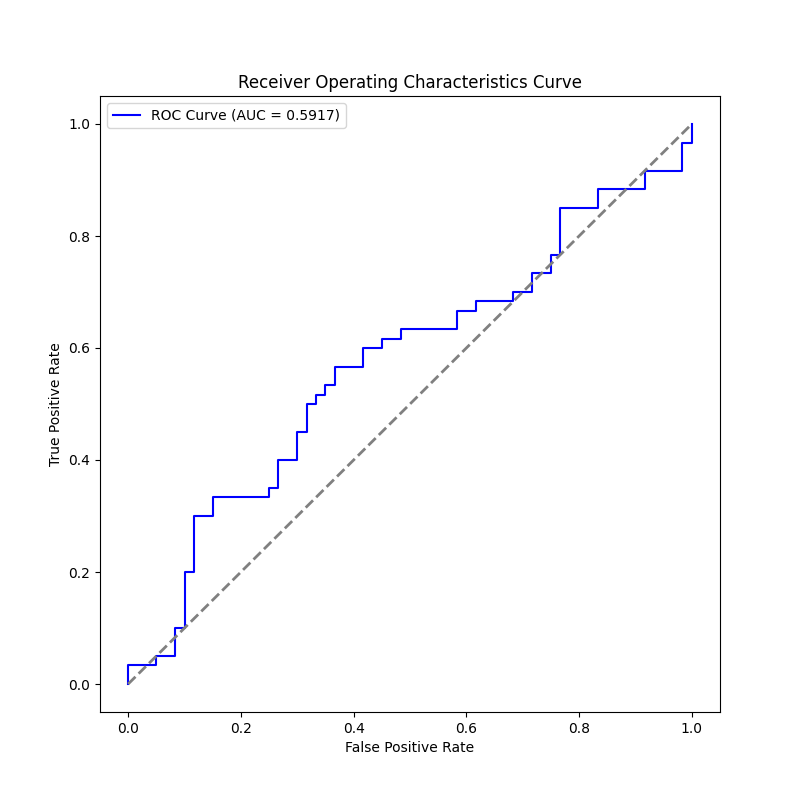 Receiver Operating Characteristics Curve
ROC Curve (AUC = 0.5917)
1.0
0.8
0.6
0.4
0.2
0.0
True Positive Rate
0.0 0.2 0.4 0.6 0.8 1.0
False Positive Rate